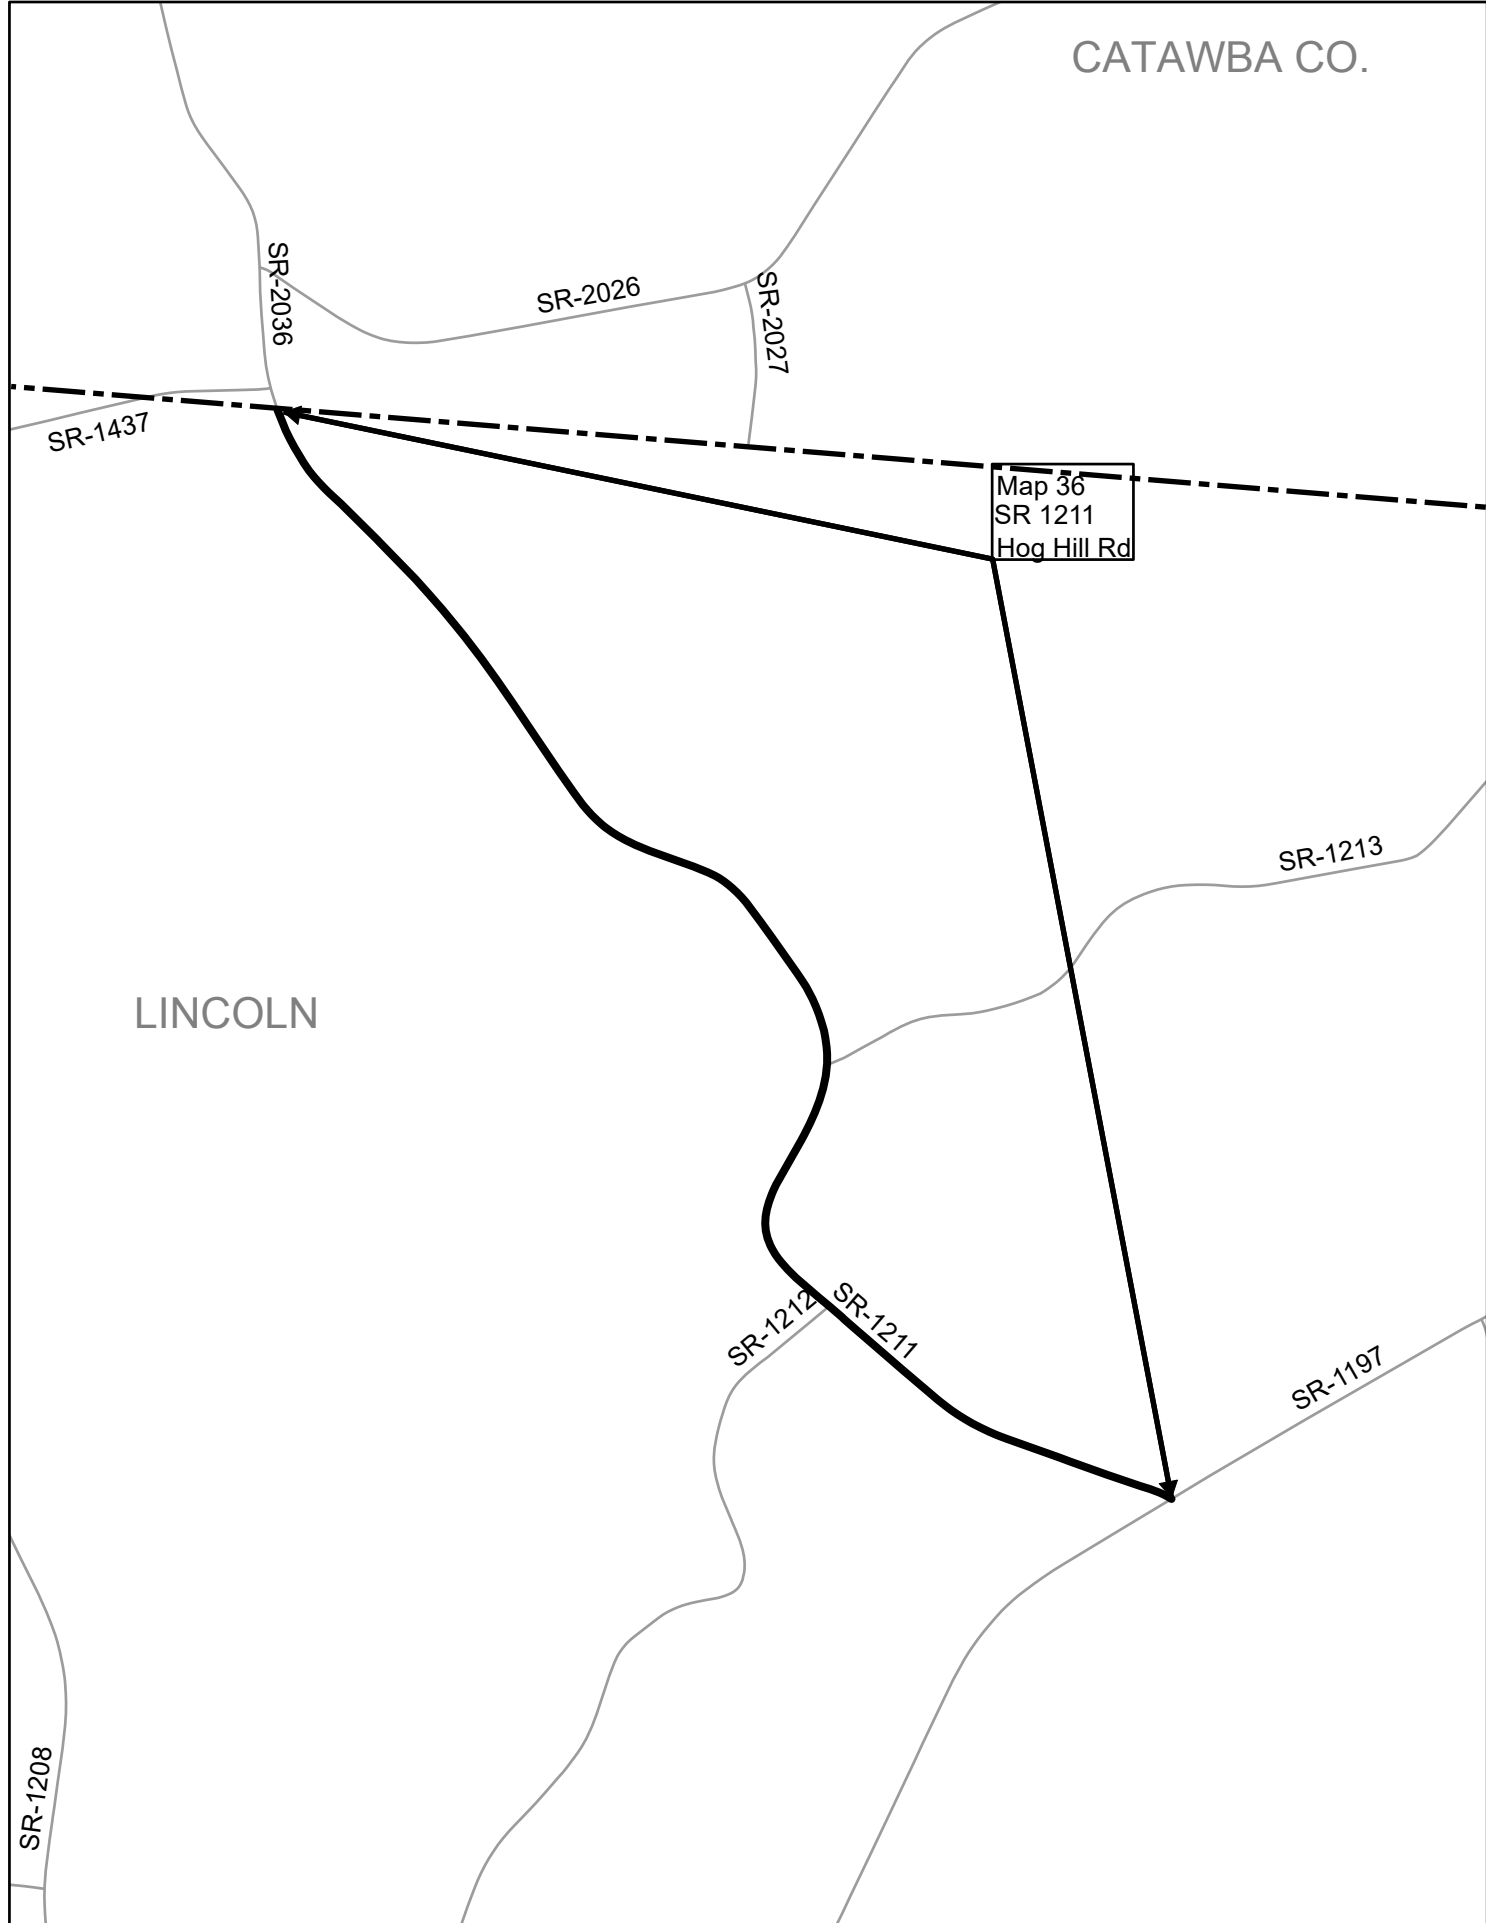 CATAWBA CO.
SR-2036
SR-2026
SR-2027
SR-1437
Map 36
SR 1211
Hog Hill Rd
SR-1213
LINCOLN
SR-1212
SR-1211
SR-1197
SR-1208